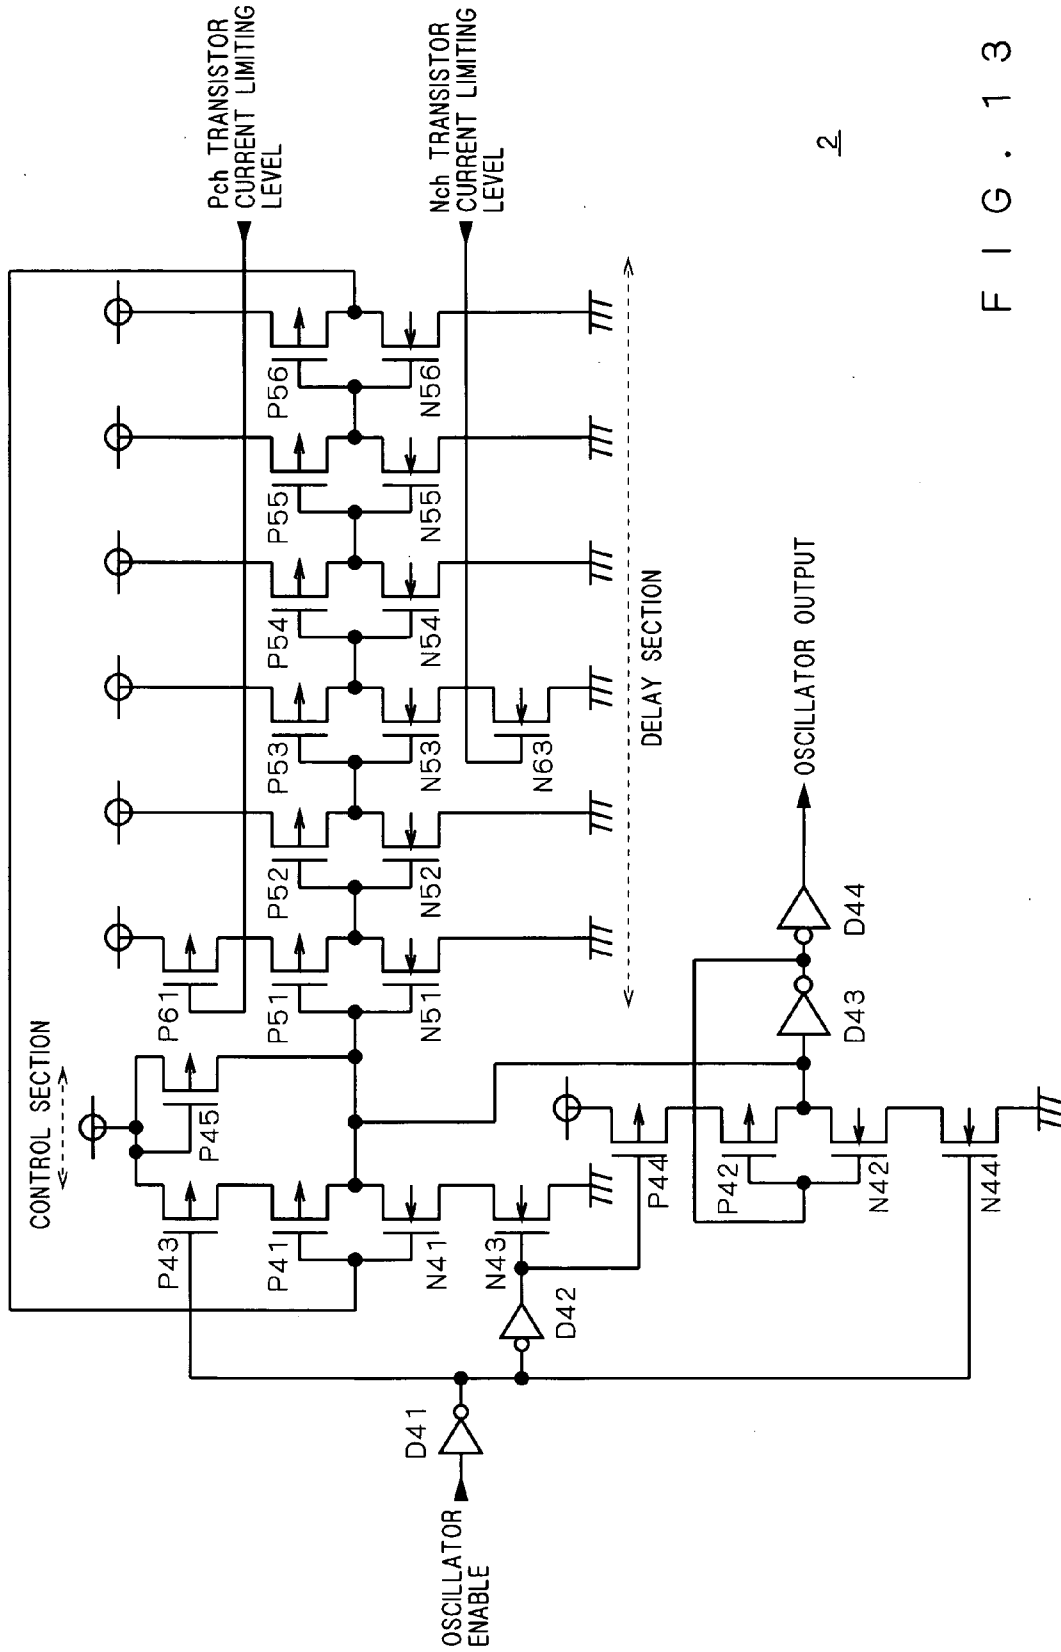 Pch TRANSISTOR
CURRENT LIMITING
LEVEL
Nch TRANSISTOR
CURRENT LIMITING
LEVEL
CONTROL SECTION
P43
P45
P61
P41
P51
P52
P53
P54
P55
P56
N41
N51
N52
N53
N54
N55
N56
N43
N63
DELAY SECTION
D41
D42
OSCILLATOR
ENABLE
P44
P42
N42
N44
D43
D44
OSCILLATOR OUTPUT
2
FIG. 13